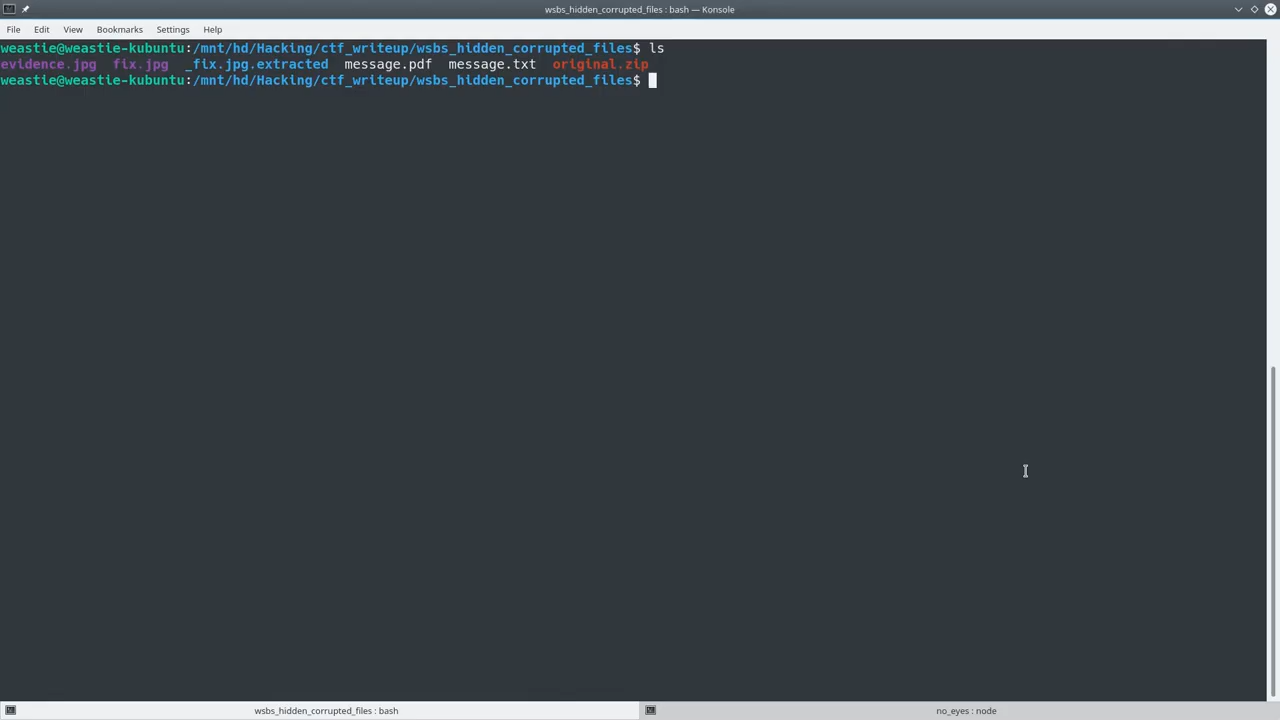 wsbs_hidden_corrupted_files : bash — Konsole
File Edit View Bookmarks Settings Help
weastie@weastie-kubuntu:/mnt/hd/Hacking/ctf_writeup/wsbs_hidden_corrupted_files$ ls
evidence.jpg fix.jpg _fix.jpg.extracted message.pdf message.txt original.zip
weastie@weastie-kubuntu:/mnt/hd/Hacking/ctf_writeup/wsbs_hidden_corrupted_files$
wsbs_hidden_corrupted_files : bash no_eyes : node